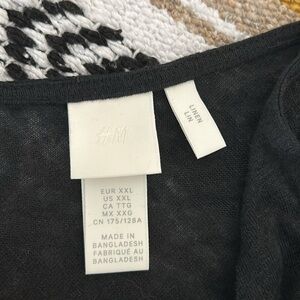 H&M
LINEN
LIN
EUR XXL
US XXL
CA TTG
MX XXG
CN 175/128A
MADE IN
BANGLADESH
FABRIQUÉ AU
BANGLADESH